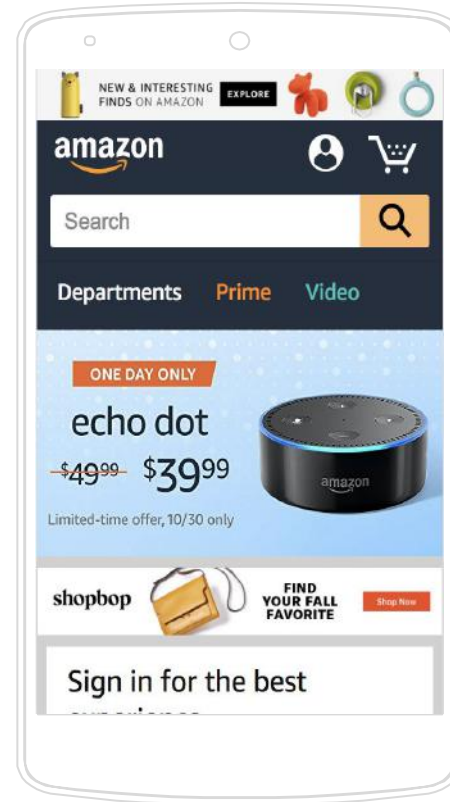 NEW & INTERESTING
FINDS ON AMAZON
EXPLORE
amazon
Search
Departments Prime Video
ONE DAY ONLY
echo dot
$49.99 $39.99
amazon
Limited-time offer, 10/30 only
shopbop
FIND
YOUR FALL
FAVORITE
Shop Now
Sign in for the best